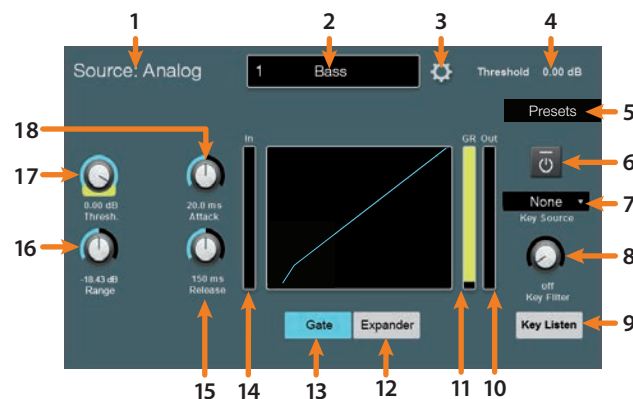 1 2 3 4
Source: Analog
1 Bass
Threshold 0.00 dB
Presets 5
18
In
GR Out
6
17
0.00 dB
Thresh.
20.0 ms
Attack
None 7
Key Source
16
-18.43 dB
Range
150 ms
Release
8
off
Key Filter
Gate Expander
Key Listen 9
15 14 13 12 11 10